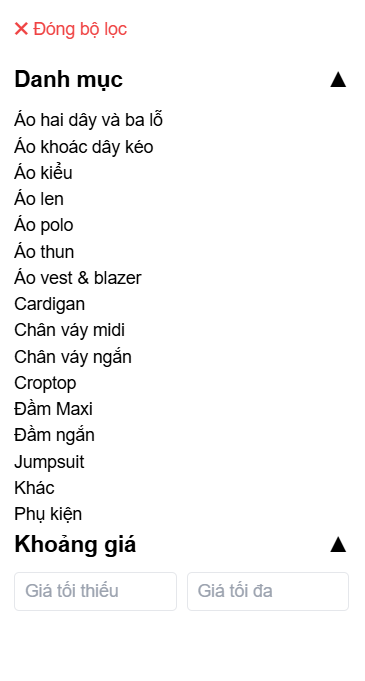 Đóng bộ lọc
Danh mục
Áo hai dây và ba lỗ
Áo khoác dây kéo
Áo kiểu
Áo len
Áo polo
Áo thun
Áo vest & blazer
Cardigan
Chân váy midi
Chân váy ngắn
Croptop
Đầm Maxi
Đầm ngắn
Jumpsuit
Khác
Phụ kiện
Khoảng giá
Giá tối thiểu Giá tối đa